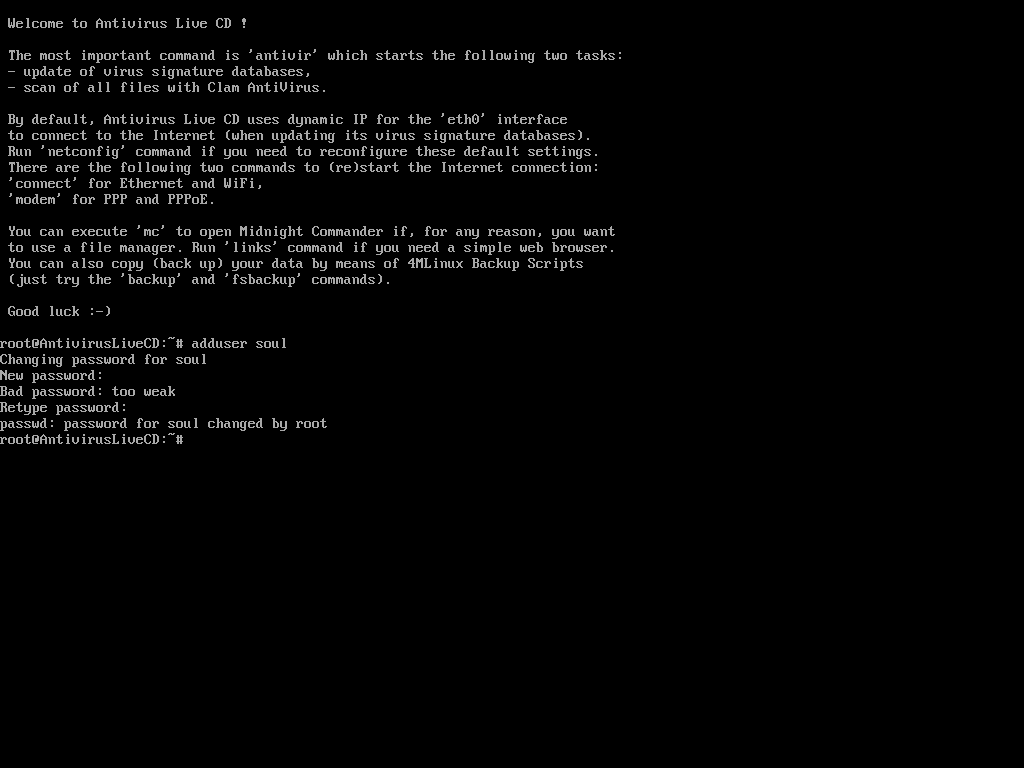 Welcome to Antivirus Live CD !
The most important command is 'antivir' which starts the following two tasks:
- update of virus signature databases,
- scan of all files with Clam AntiVirus.
By default, Antivirus Live CD uses dynamic IP for the 'eth0' interface
to connect to the Internet (when updating its virus signature databases).
Run 'netconfig' command if you need to reconfigure these default settings.
There are the following two commands to (re)start the Internet connection:
'connect' for Ethernet and WiFi,
'modem' for PPP and PPPoE.
You can execute 'mc' to open Midnight Commander if, for any reason, you want
to use a file manager. Run 'links' command if you need a simple web browser.
You can also copy (back up) your data by means of 4MLinux Backup Scripts
(just try the 'backup' and 'fsbackup' commands).
Good luck :-)
root@AntivirusLiveCD:~# adduser soul
Changing password for soul
New password:
Bad password: too weak
Retype password:
passwd: password for soul changed by root
root@AntivirusLiveCD:~#